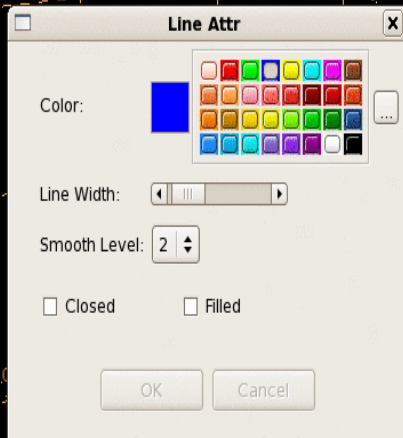 Line Attr
Color:
...
Line Width:
Smooth Level: 2
Closed Filled
OK Cancel